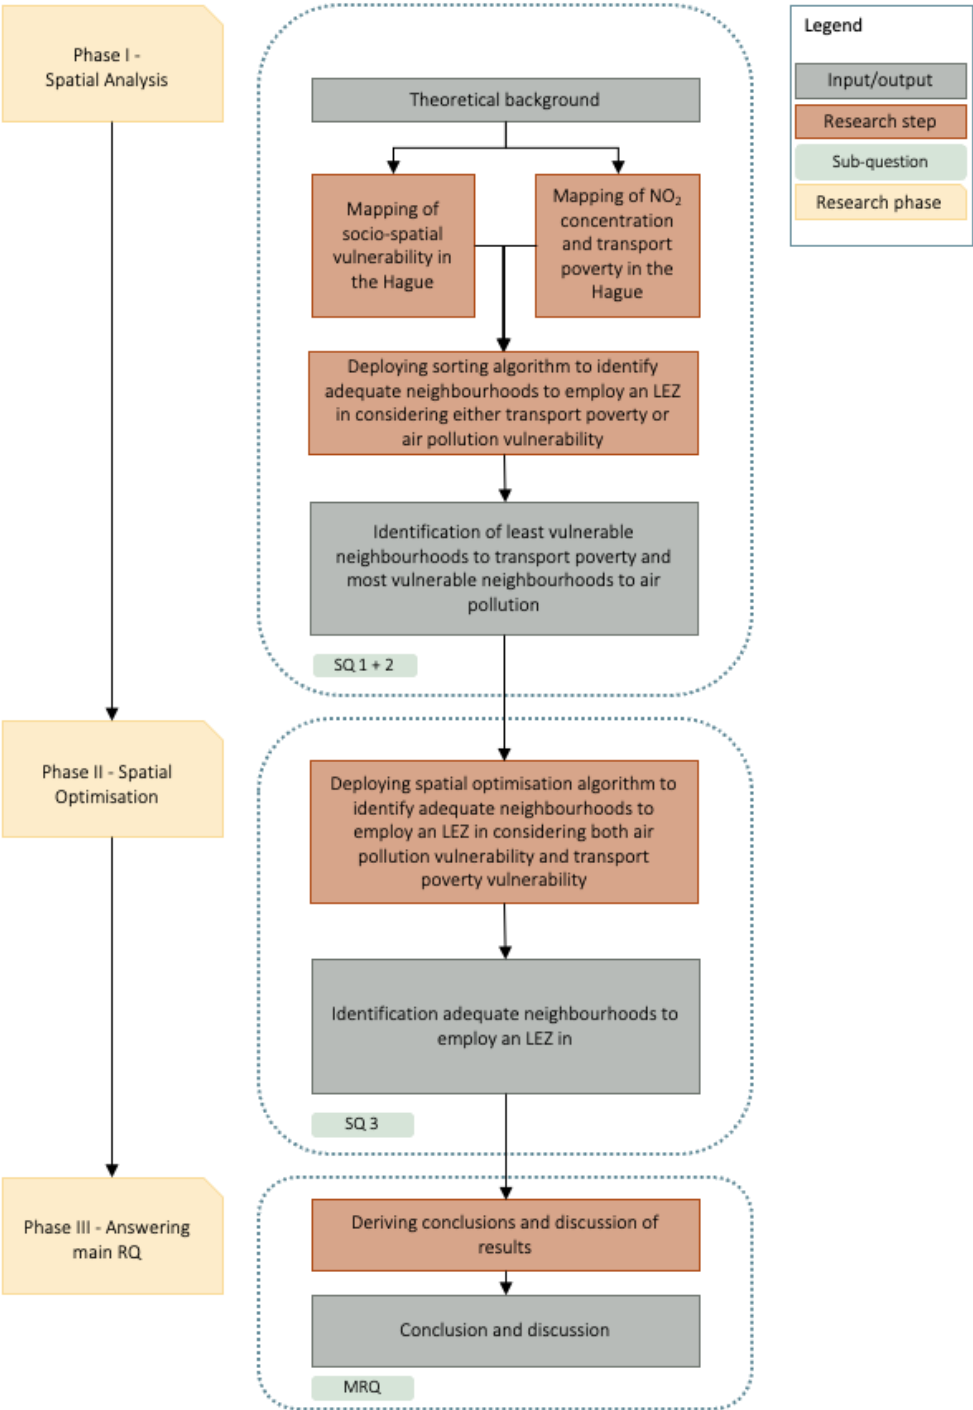 Phase I -
Spatial Analysis
Theoretical background
Mapping of
socio-spatial
vulnerability in
the Hague
Mapping of NO₂
concentration
and transport
poverty in the
Hague
Deploying sorting algorithm to identify
adequate neighbourhoods to employ an LEZ
in considering either transport poverty or
air pollution vulnerability
Identification of least vulnerable
neighbourhoods to transport poverty and
most vulnerable neighbourhoods to air
pollution
SQ 1 + 2
Phase II - Spatial
Optimisation
Deploying spatial optimisation algorithm to
identify adequate neighbourhoods to
employ an LEZ in considering both air
pollution vulnerability and transport
poverty vulnerability
Identification adequate neighbourhoods to
employ an LEZ in
SQ 3
Phase III - Answering
main RQ
Deriving conclusions and discussion of
results
Conclusion and discussion
MRQ
Legend
Input/output
Research step
Sub-question
Research phase